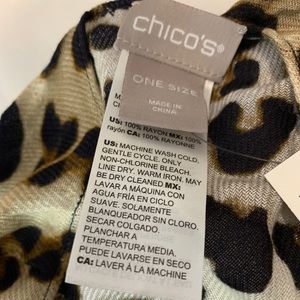 chico's®
ONE SIZE
MADE IN
CHINA
US: 100% RAYON MX: 100%
rayón CA: 100% RAYONNE
US: MACHINE WASH COLD,
GENTLE CYCLE. ONLY
NON-CHLORINE BLEACH.
LINE DRY. WARM IRON. MAY
BE DRY CLEANED MX:
LAVAR A MÁQUINA CON
AGUA FRÍA EN CICLO
SUAVE. SOLAMENTE
BLANQUEADOR SIN CLORO.
SECAR COLGADO.
PLANCHAR A
TEMPERATURA MEDIA.
PUEDE LAVARSE EN SECO
CA: LAVER À LA MACHINE